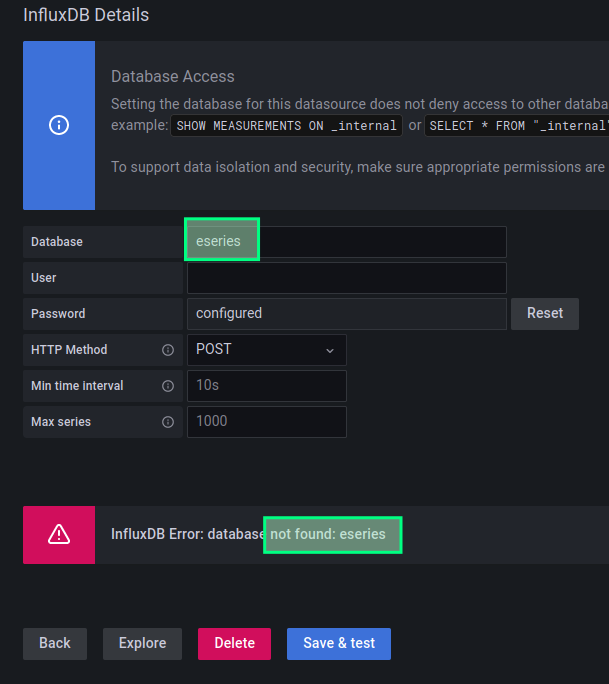 InfluxDB Details
Database Access
Setting the database for this datasource does not deny access to other databa
example: SHOW MEASUREMENTS ON _internal or SELECT * FROM "_internal"
To support data isolation and security, make sure appropriate permissions are
Database eseries
User
Password configured Reset
HTTP Method POST
Min time interval 10s
Max series 1000
InfluxDB Error: database not found: eseries
Back Explore Delete Save & test